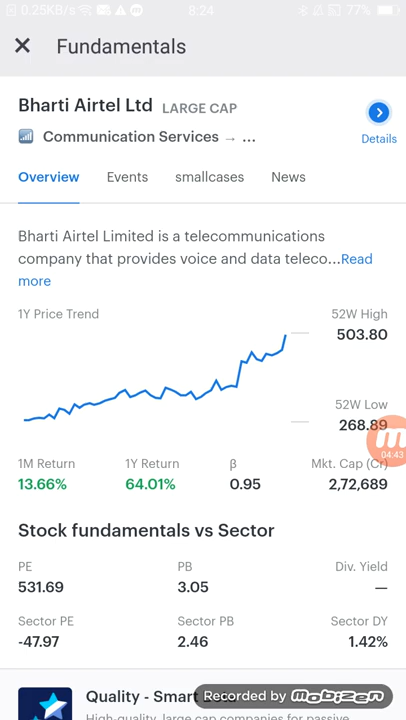 0.25KB/s 8:24 77%
Fundamentals
Bharti Airtel Ltd LARGE CAP
Communication Services → ...
Details
Overview Events smallcases News
Bharti Airtel Limited is a telecommunications
company that provides voice and data teleco...Read
more
1Y Price Trend 52W High
503.80
52W Low
268.89
04:43
1M Return 1Y Return β Mkt. Cap (Cr)
13.66% 64.01% 0.95 2,72,689
Stock fundamentals vs Sector
PE PB Div. Yield
531.69 3.05 —
Sector PE Sector PB Sector DY
-47.97 2.46 1.42%
Quality - Smart
Recorded by mobizen
High-quality, large cap companies for passive